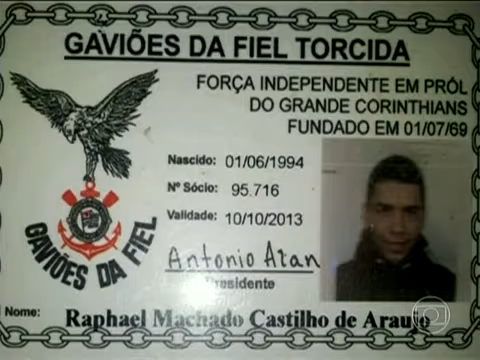 GAVIÕES DA FIEL TORCIDA
FORÇA INDEPENDENTE EM PRÓL
DO GRANDE CORINTHIANS
FUNDADO EM 01/07/69
Nascido: 01/06/1994
Nº Sócio: 95.716
Validade: 10/10/2013
GAVIÕES DA FIEL
Antonio Alan
Presidente
Nome: Raphael Machado Castilho de Araujo